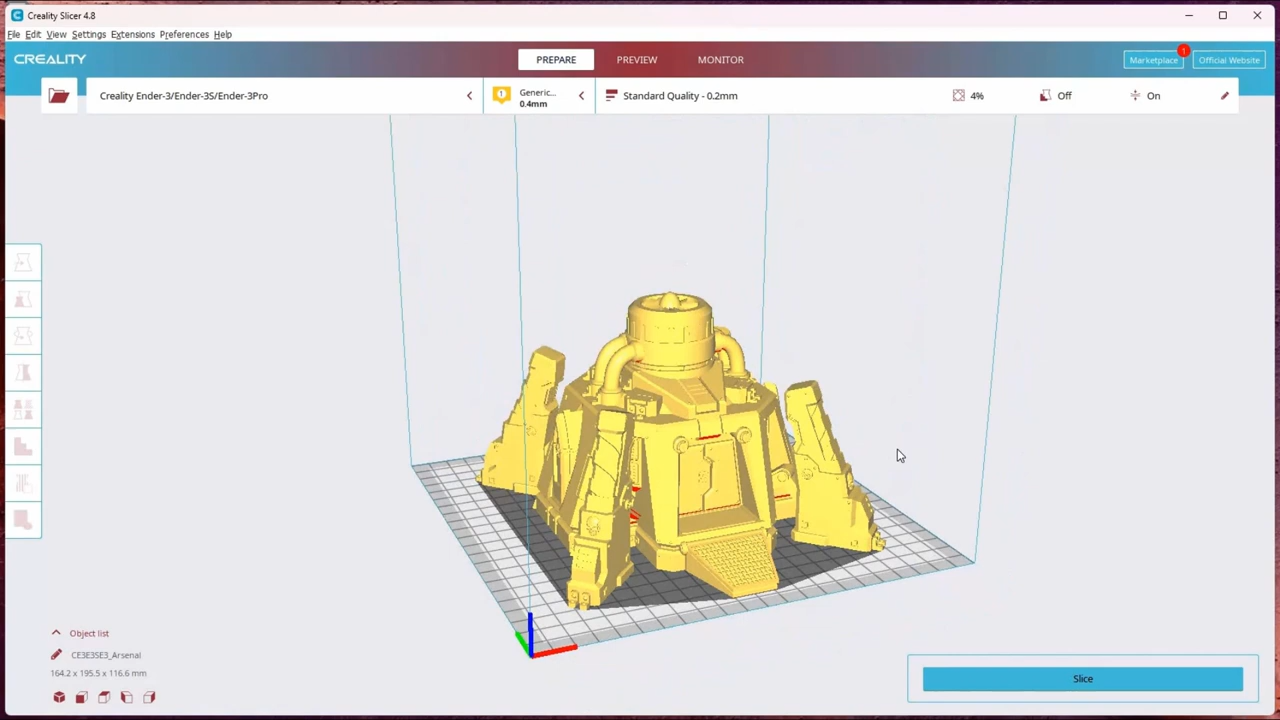 Creality Slicer 4.8
File Edit View Settings Extensions Preferences Help
CREALITY
PREPARE PREVIEW MONITOR
Marketplace 1 Official Website
Creality Ender-3/Ender-3S/Ender-3Pro
1 Generic...
0.4mm
Standard Quality - 0.2mm
4% Off On
Object list
CE3E3SE3_Arsenal
164.2 x 195.5 x 116.6 mm
Slice